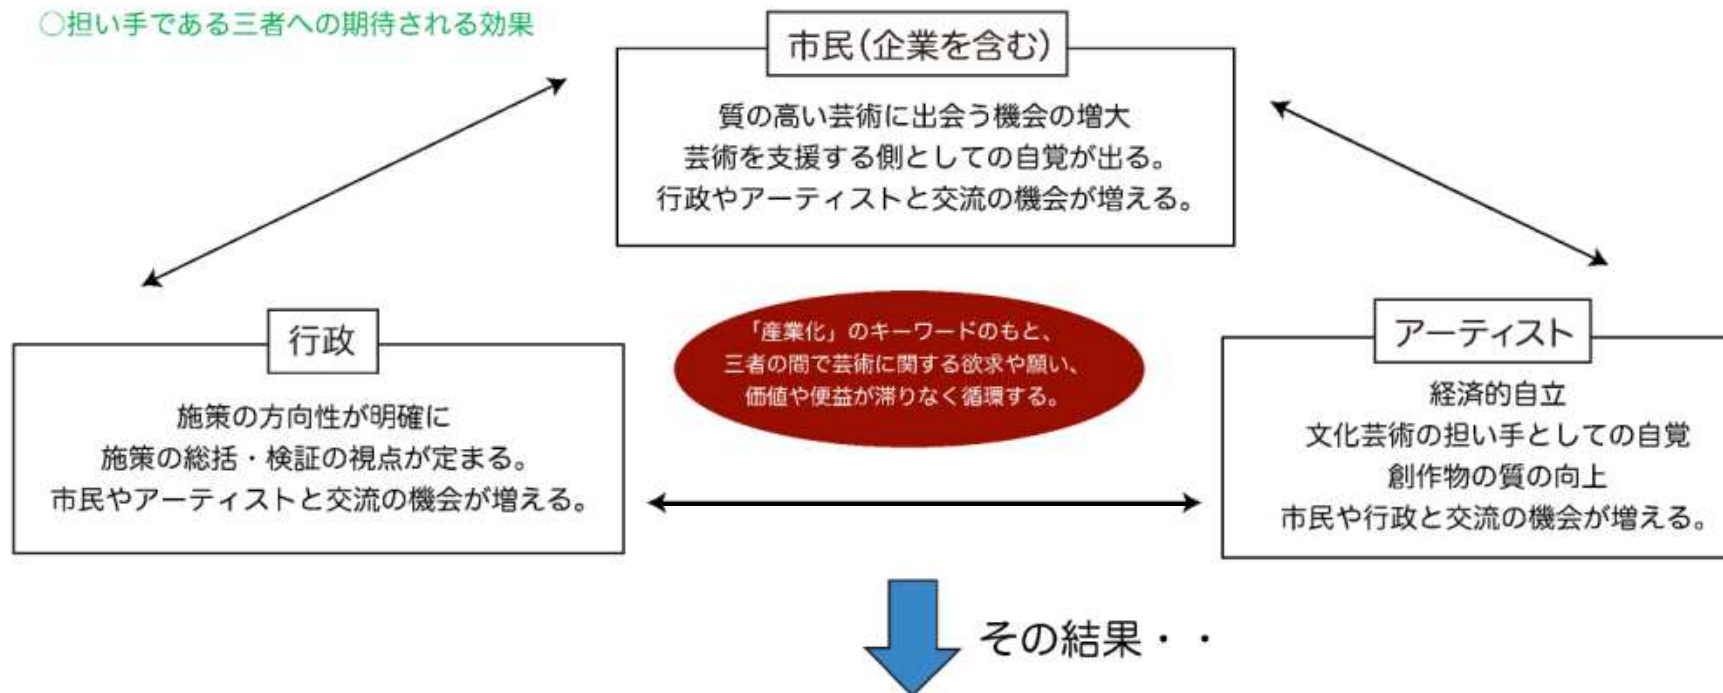 ○担い手である三者への期待される効果
市民(企業を含む)
質の高い芸術に出会う機会の増大
芸術を支援する側としての自覚が出る。
行政やアーティストと交流の機会が増える。
「産業化」のキーワードのもと、
三者の間で芸術に関する欲求や願い、
価値や便益が滞りなく循環する。
行政
施策の方向性が明確に
施策の総括・検証の視点が定まる。
市民やアーティストと交流の機会が増える。
アーティスト
経済的自立
文化芸術の担い手としての自覚
創作物の質の向上
市民や行政と交流の機会が増える。
その結果・・